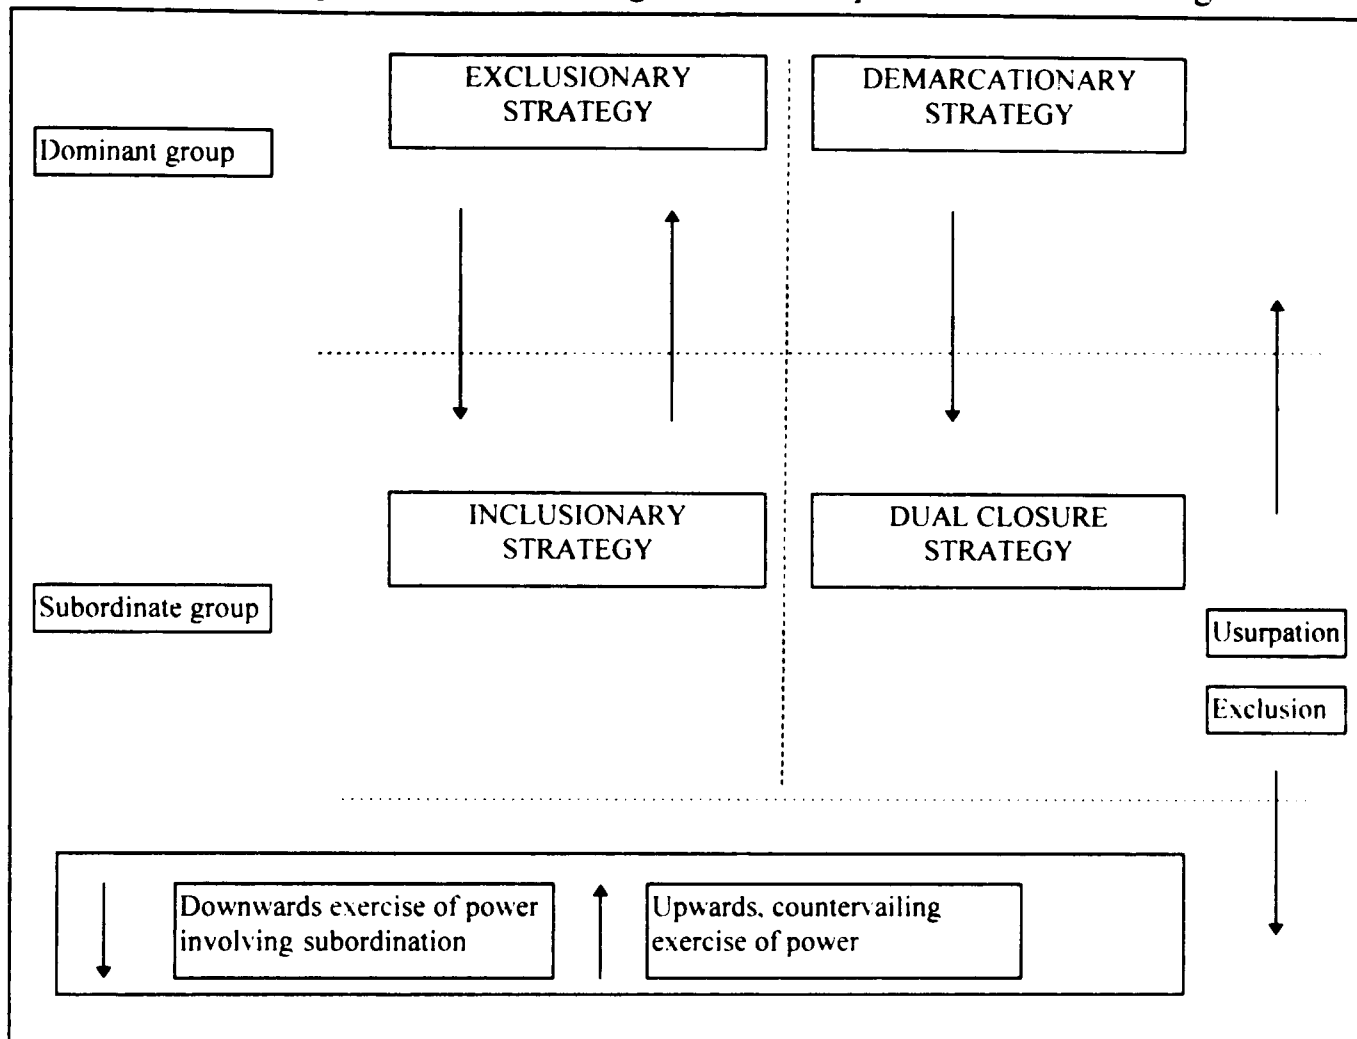 EXCLUSIONARY
STRATEGY
DEMARCATIONARY
STRATEGY
Dominant group
INCLUSIONARY
STRATEGY
DUAL CLOSURE
STRATEGY
Subordinate group
Usurpation
Exclusion
Downwards exercise of power
involving subordination
Upwards, countervailing
exercise of power